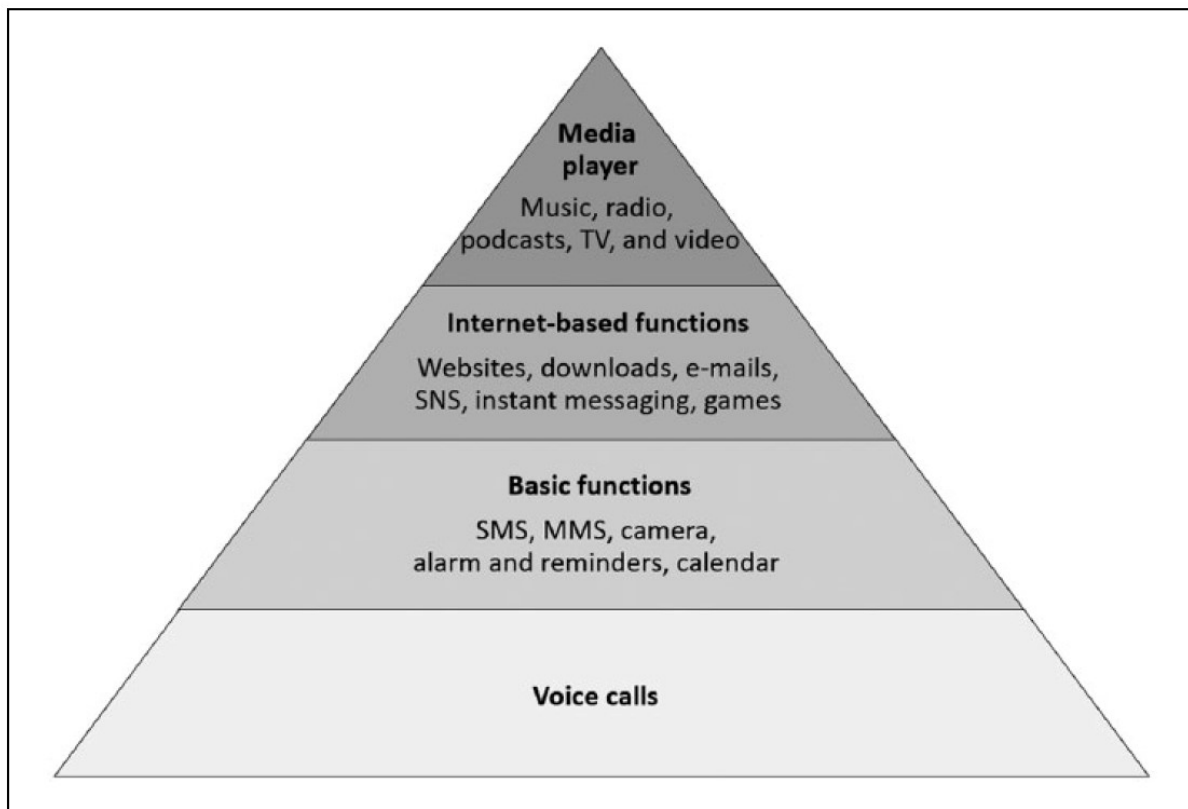 Media
player
Music, radio,
podcasts, TV, and video
Internet-based functions
Websites, downloads, e-mails,
SNS, instant messaging, games
Basic functions
SMS, MMS, camera,
alarm and reminders, calendar
Voice calls